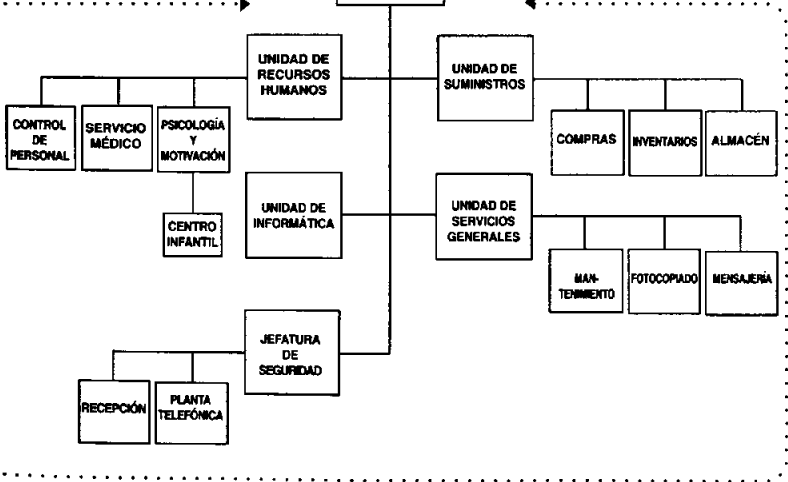 UNIDAD DE
RECURSOS
HUMANOS
UNIDAD DE
SUMINISTROS
CONTROL
DE
PERSONAL
SERVICIO
MÉDICO
PSICOLOGÍA
Y
MOTIVACIÓN
COMPRAS
INVENTARIOS
ALMACÉN
CENTRO
INFANTIL
UNIDAD DE
INFORMÁTICA
UNIDAD DE
SERVICIOS
GENERALES
MAN-
TENIMIENTO
FOTOCOPIADO
MENSAJERÍA
JEFATURA
DE
SEGURIDAD
RECEPCIÓN
PLANTA
TELEFÓNICA